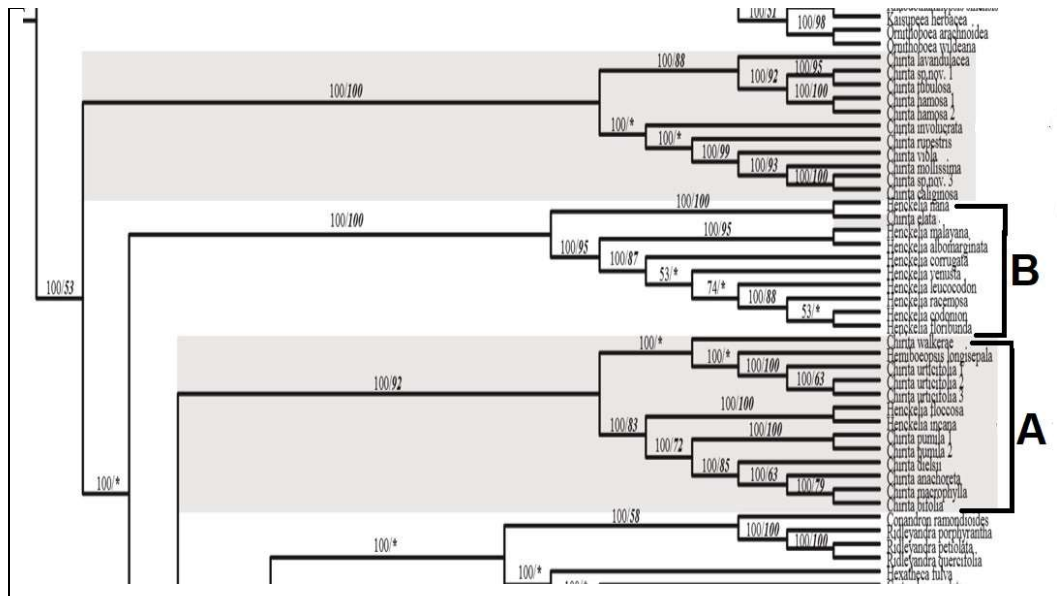 100/51
Kaisupeea herbacea
100/98
Ornithoboea arachnoidea
Ornithoboea wildeana
100/88
Chirita lavandulacea
100/95
Chirita sp.nov. 1
100/92
Chirita tubulosa
100/100
100/100
Chirita hamosa 1
Chirita hamosa 2
100/*
Chirita involucrata
100/*
Chirita rupestris
100/99
Chirita viola
100/93
Chirita mollissima
100/100
Chirita sp.nov. 3
Chirita caliginosa
100/100
Henckelia nana
100/100
Chirita elata
100/95
Henckelia malayana
100/95
Henckelia albomarginata
100/87
Henckelia corrugata
53/*
Henckelia venusta
B
74/*
Henckelia leucocodon
100/53
100/88
Henckelia racemosa
53/*
Henckelia codonion
Henckelia floribunda
100/*
Chirita walkerae
100/*
Hemiboeopsis longisepala
100/100
Chirita urticifolia 1
100/92
100/63
Chirita urticifolia 2
Chirita urticifolia 3
100/100
Henckelia floccosa
100/83
Henckelia incana
A
100/100
Chirita pumila 1
100/72
Chirita pumila 2
100/85
Chirita dielsii
100/63
Chirita anachoreta
100/*
100/79
Chirita macrophylla
Chirita bifolia
100/58
Conandron ramondioides
100/100
Ridleyandra porphyrantha
100/*
100/100
Ridleyandra petiolata
Ridleyandra quercifolia
100/*
Hexatheca fulva